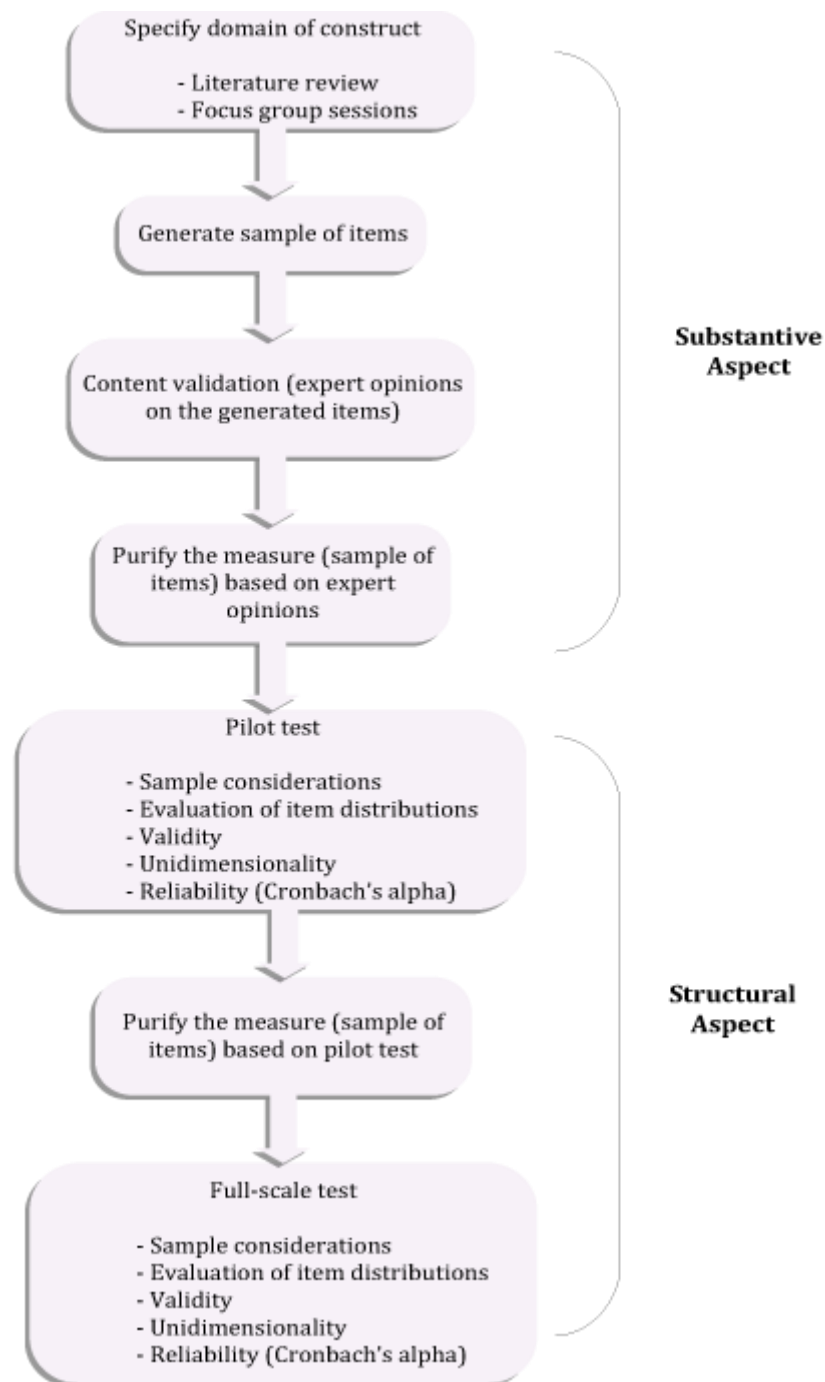 Specify domain of construct
- Literature review
- Focus group sessions
Generate sample of items
Content validation (expert opinions
on the generated items)
Purify the measure (sample of
items) based on expert
opinions
Substantive
Aspect
Pilot test
- Sample considerations
- Evaluation of item distributions
- Validity
- Unidimensionality
- Reliability (Cronbach's alpha)
Purify the measure (sample of
items) based on pilot test
Full-scale test
- Sample considerations
- Evaluation of item distributions
- Validity
- Unidimensionality
- Reliability (Cronbach's alpha)
Structural
Aspect